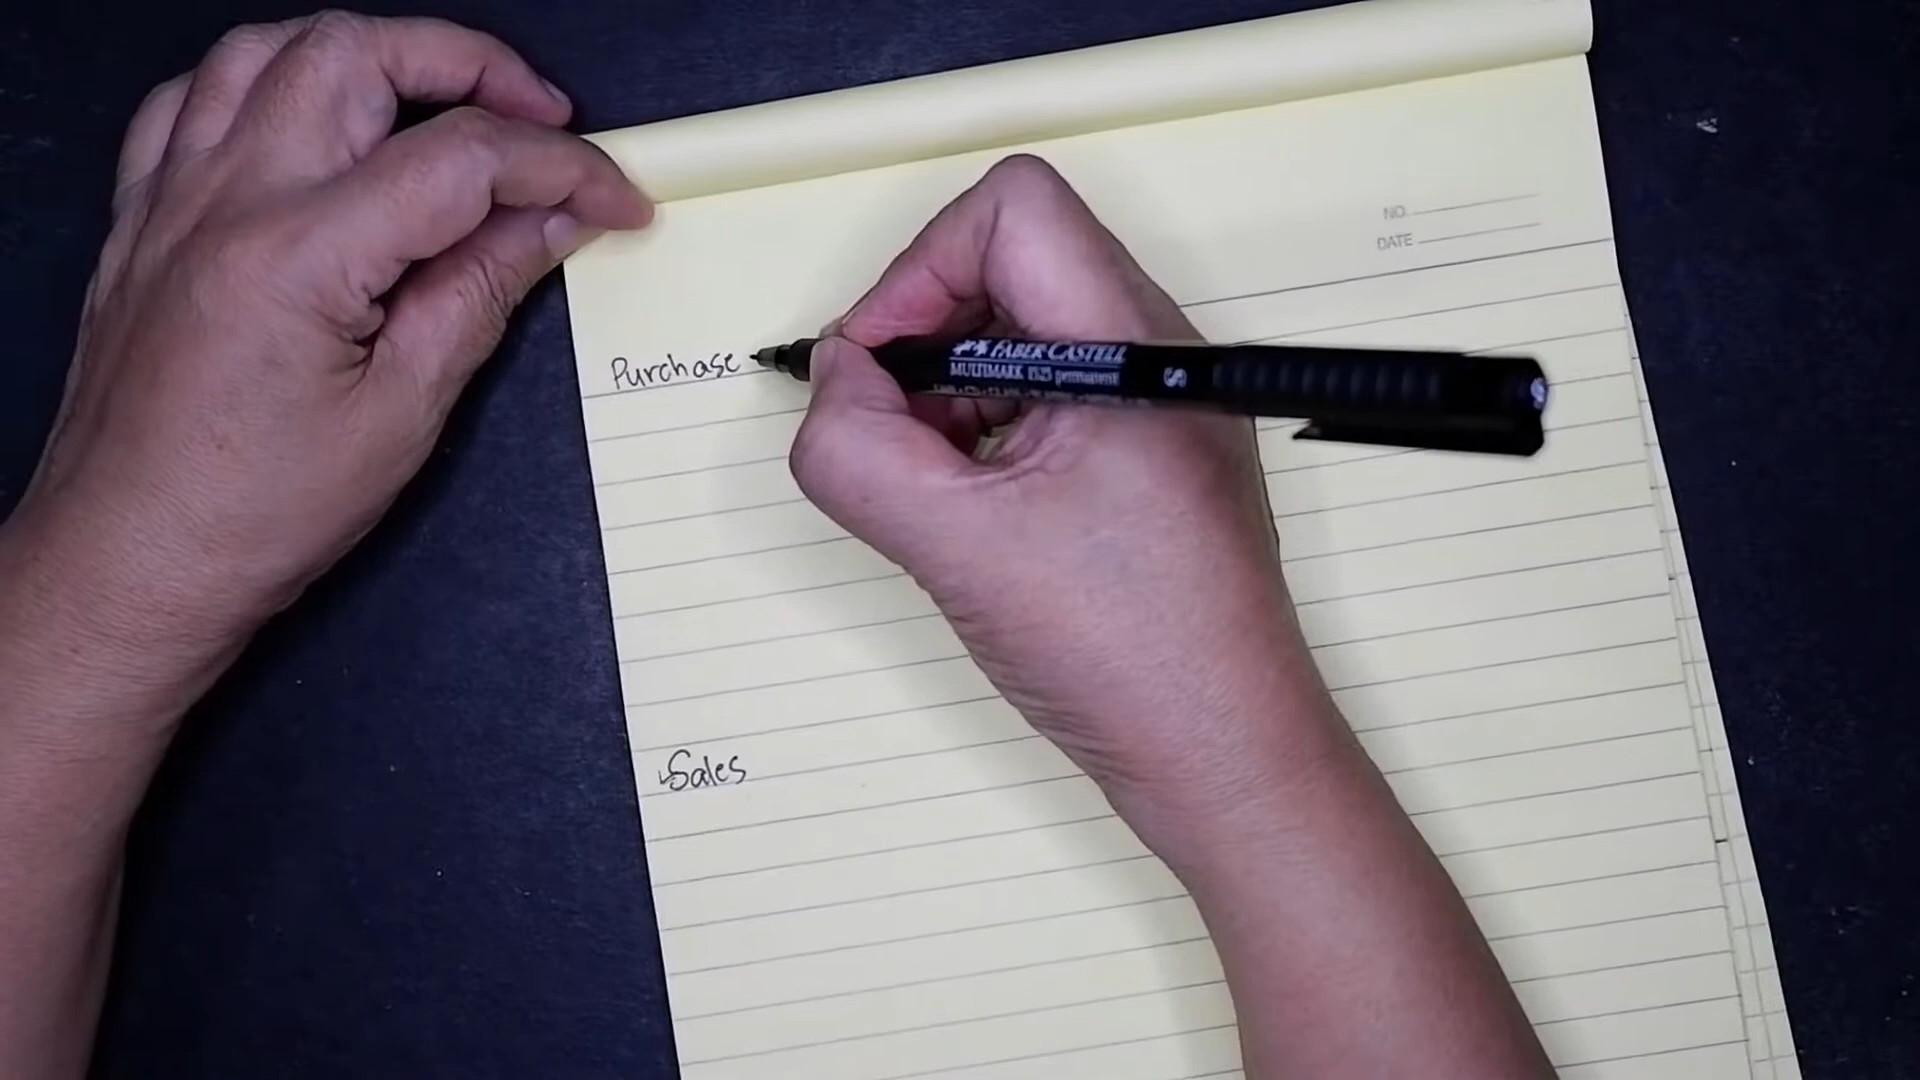 NO.
DATE
Purchase
FABER-CASTELL
MULTIMARK 1525 permanent
S
Sales